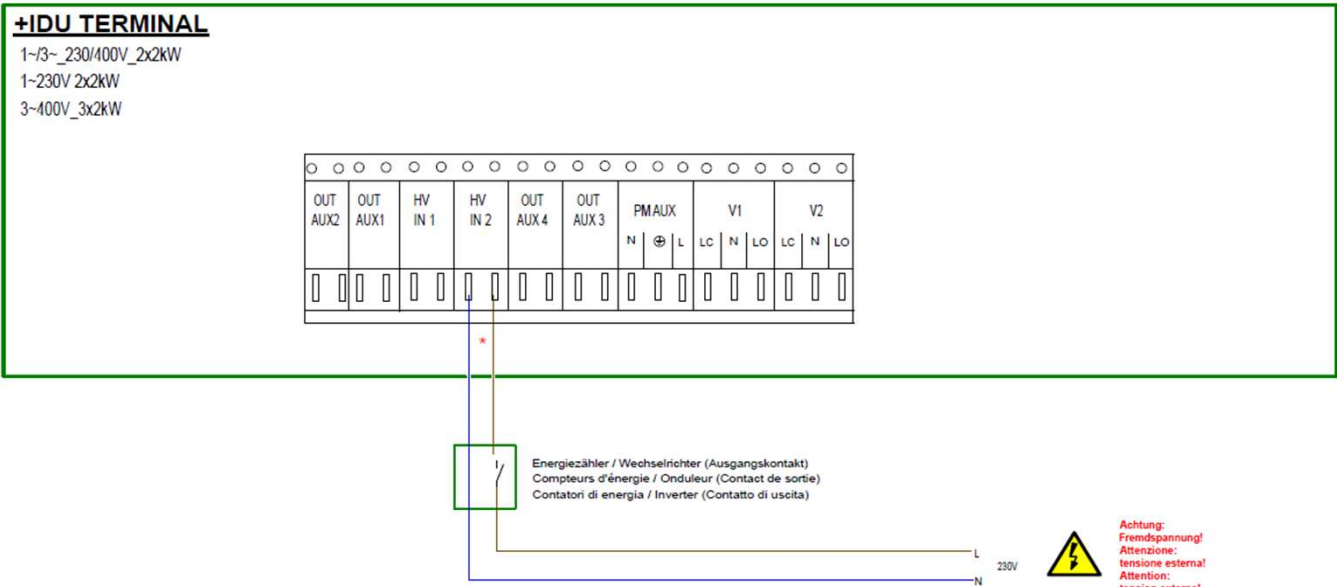 +IDU TERMINAL
1~/3~_230/400V_2x2kW
1~230V 2x2kW
3~400V_3x2kW
OUT AUX2
OUT AUX1
HV IN 1
HV IN 2
OUT AUX 4
OUT AUX 3
PM AUX
N L
V1
LC N LO
V2
LC N LO
*
Energiezähler / Wechselrichter (Ausgangskontakt)
Compteurs d'énergie / Onduleur (Contact de sortie)
Contatori di energia / Inverter (Contatto di uscita)
L
230V
N
Achtung:
Fremdspannung!
Attenzione:
tensione esterna!
Attention: